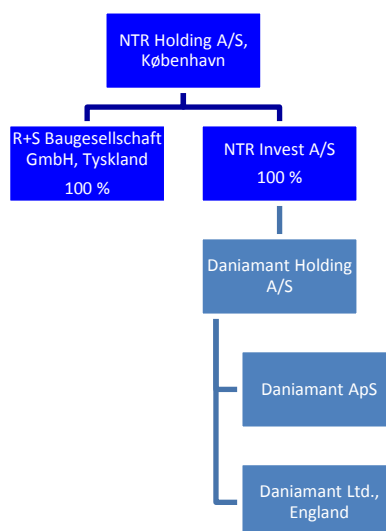 NTR Holding A/S,
København
R+S Baugesellschaft
GmbH, Tyskland
100 %
NTR Invest A/S
100 %
Daniamant Holding
A/S
Daniamant ApS
Daniamant Ltd.,
England